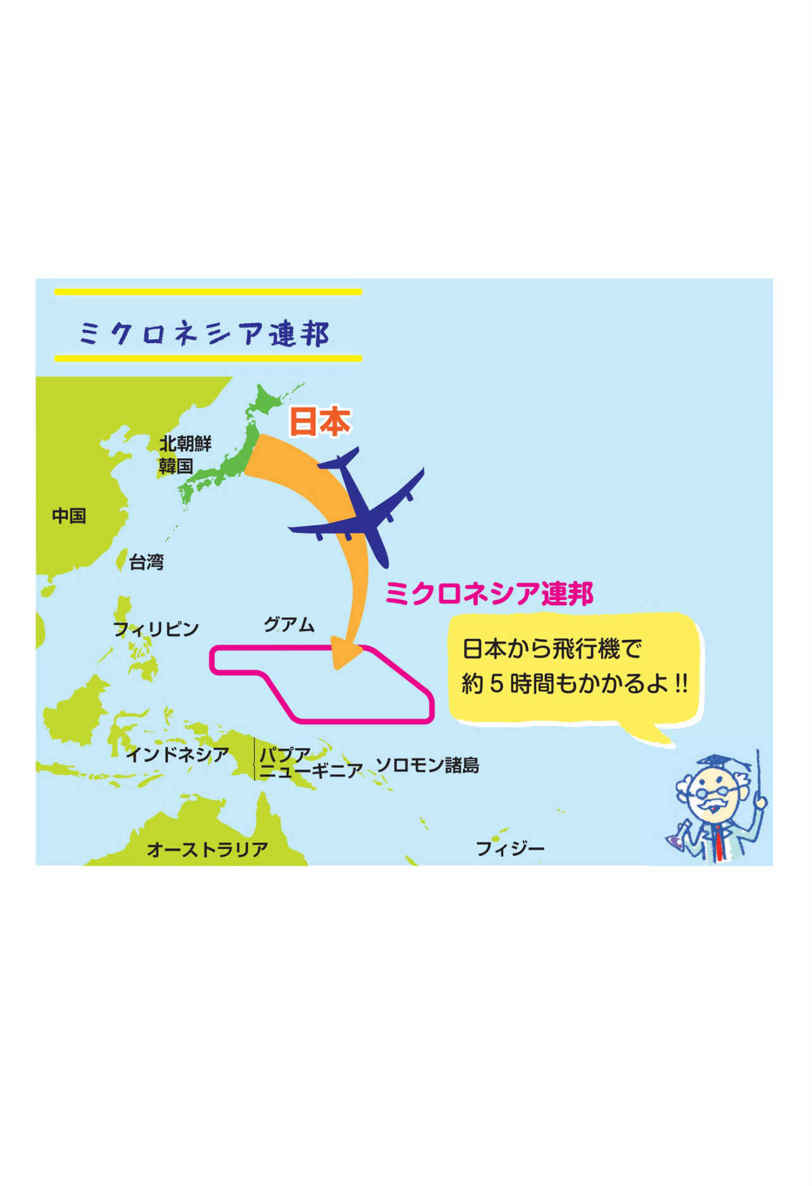 ミクロネシア連邦
日本
北朝鮮
韓国
中国
台湾
ミクロネシア連邦
フィリピン
グアム
日本から飛行機で
約5時間もかかるよ!!
インドネシア
パプア
ニューギニア
ソロモン諸島
オーストラリア
フィジー